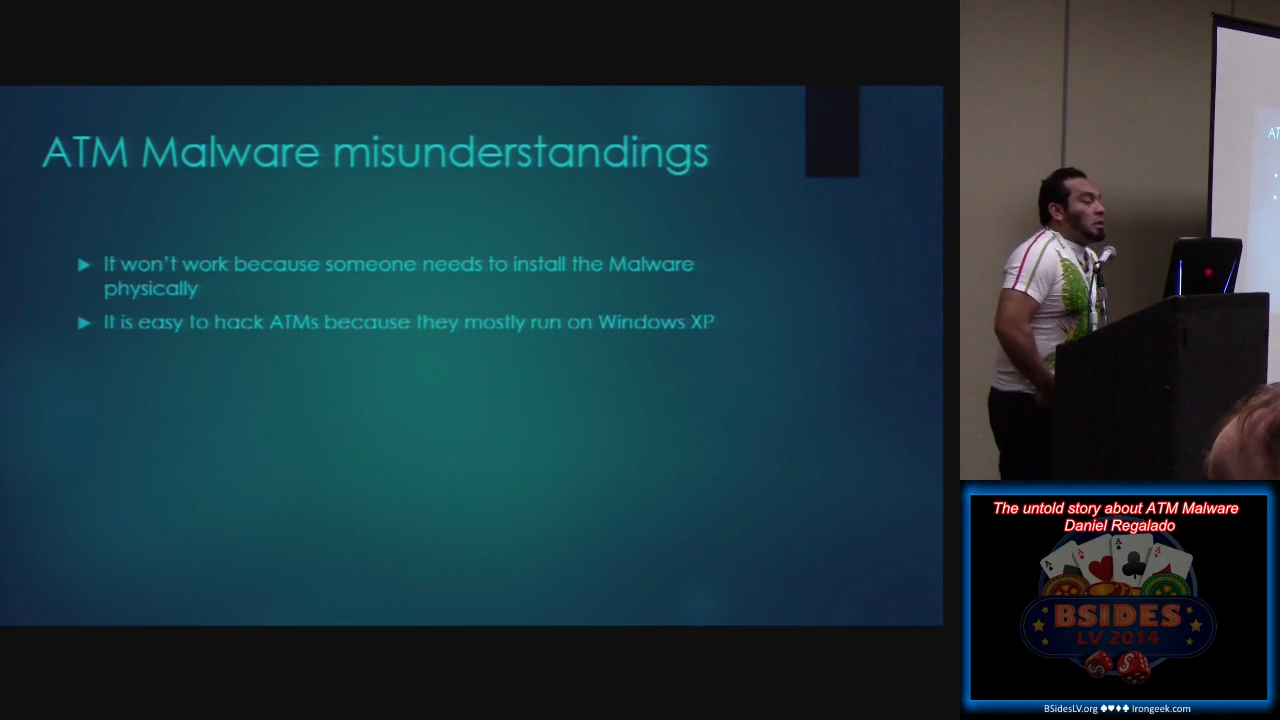 ATM Malware misunderstandings
It won't work because someone needs to install the Malware
physically
It is easy to hack ATMs because they mostly run on Windows XP
AT
The untold story about ATM Malware
Daniel Regalado
BSIDES
LV 2014
BSidesLV.org ♠♥♦♣ Irongeek.com